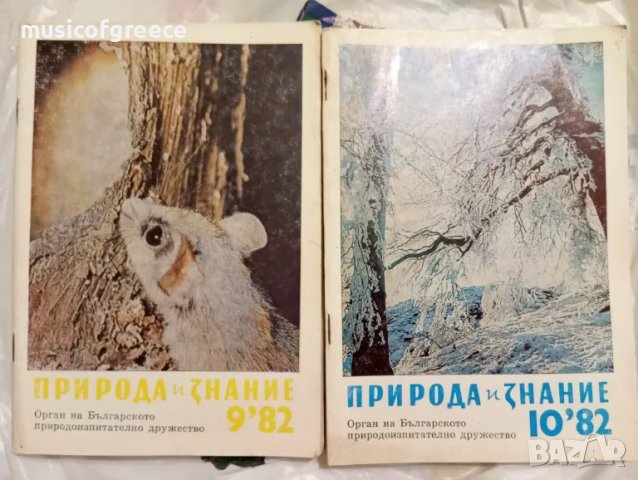 musicofgreece
ПРИРОДА и ЗНАНИЕ
Орган на Българското
природоизпитателно дружество
9'82
ПРИРОДА и ЗНАНИЕ
Орган на Българското
природоизпитателно дружество
10'82
BAZAR